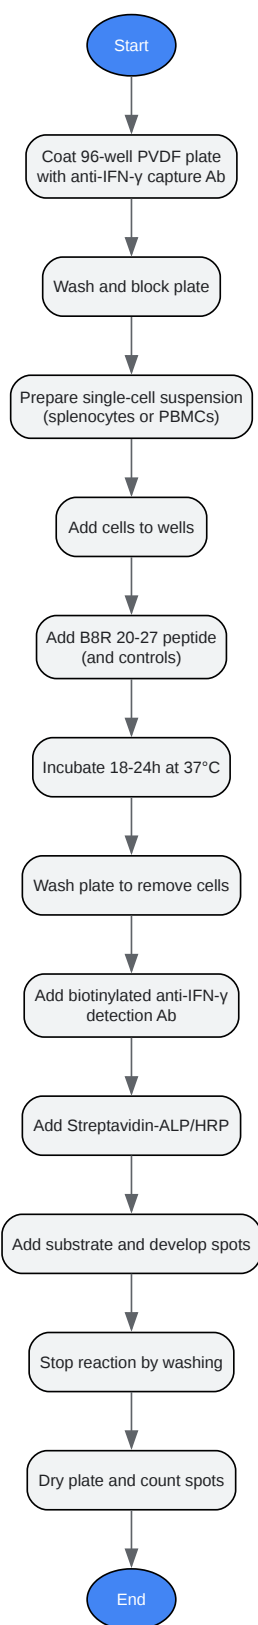 Start
Coat 96-well PVDF plate
with anti-IFN-γ capture Ab
Wash and block plate
Prepare single-cell suspension
(splenocytes or PBMCs)
Add cells to wells
Add B8R 20-27 peptide
(and controls)
Incubate 18-24h at 37°C
Wash plate to remove cells
Add biotinylated anti-IFN-γ
detection Ab
Add Streptavidin-ALP/HRP
Add substrate and develop spots
Stop reaction by washing
Dry plate and count spots
End